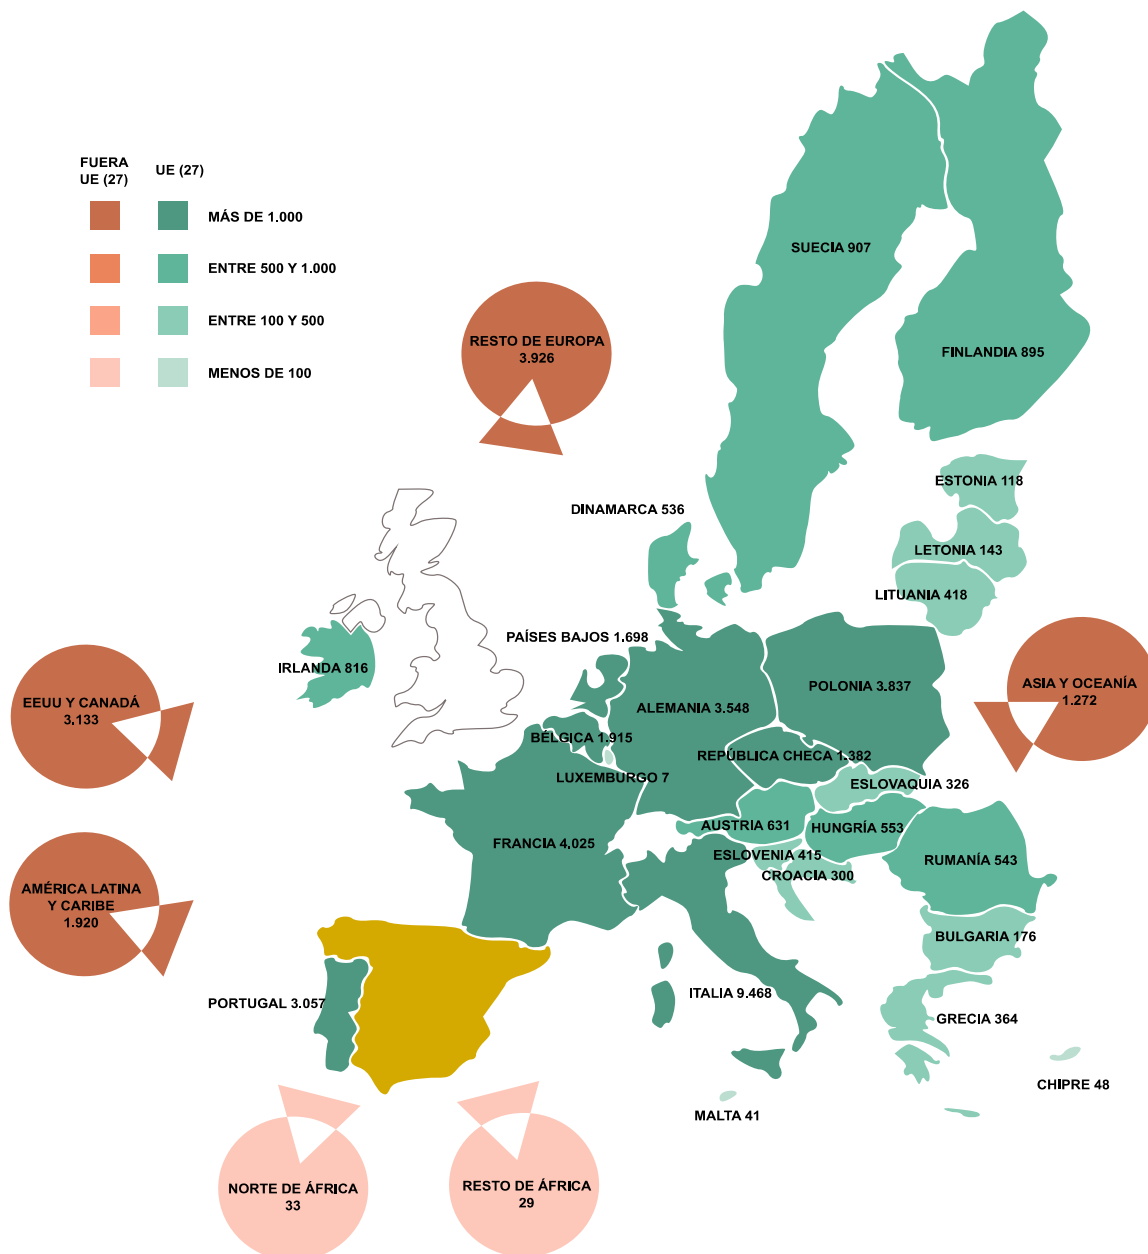 FUERA
UE (27)
UE (27)
MÁS DE 1.000
ENTRE 500 Y 1.000
ENTRE 100 Y 500
MENOS DE 100
SUECIA 907
RESTO DE EUROPA
3.926
FINLANDIA 895
ESTONIA 118
DINAMARCA 536
LETONIA 143
LITUANIA 418
PAÍSES BAJOS 1.698
IRLANDA 816
EEUU Y CANADÁ
3,133
POLONIA 3.837
ASIA Y OCEANÍA
1.272
ALEMANIA 3.548
BÉLGICA 1.915
REPÚBLICA CHECA 1.382
LUXEMBURGO 7
ESLOVAQUIA 326
AUSTRIA 631
HUNGRÍA 553
FRANCIA 4,025
ESLOVENIA 415
RUMANÍA 543
CROACIA 300
AMÉRICA LATINA
Y CARIBE
1.920
BULGARIA 176
ITALIA 9.468
PORTUGAL 3.057
GRECIA 364
CHIPRE 48
MALTA 41
NORTE DE ÁFRICA
33
RESTO DE ÁFRICA
29